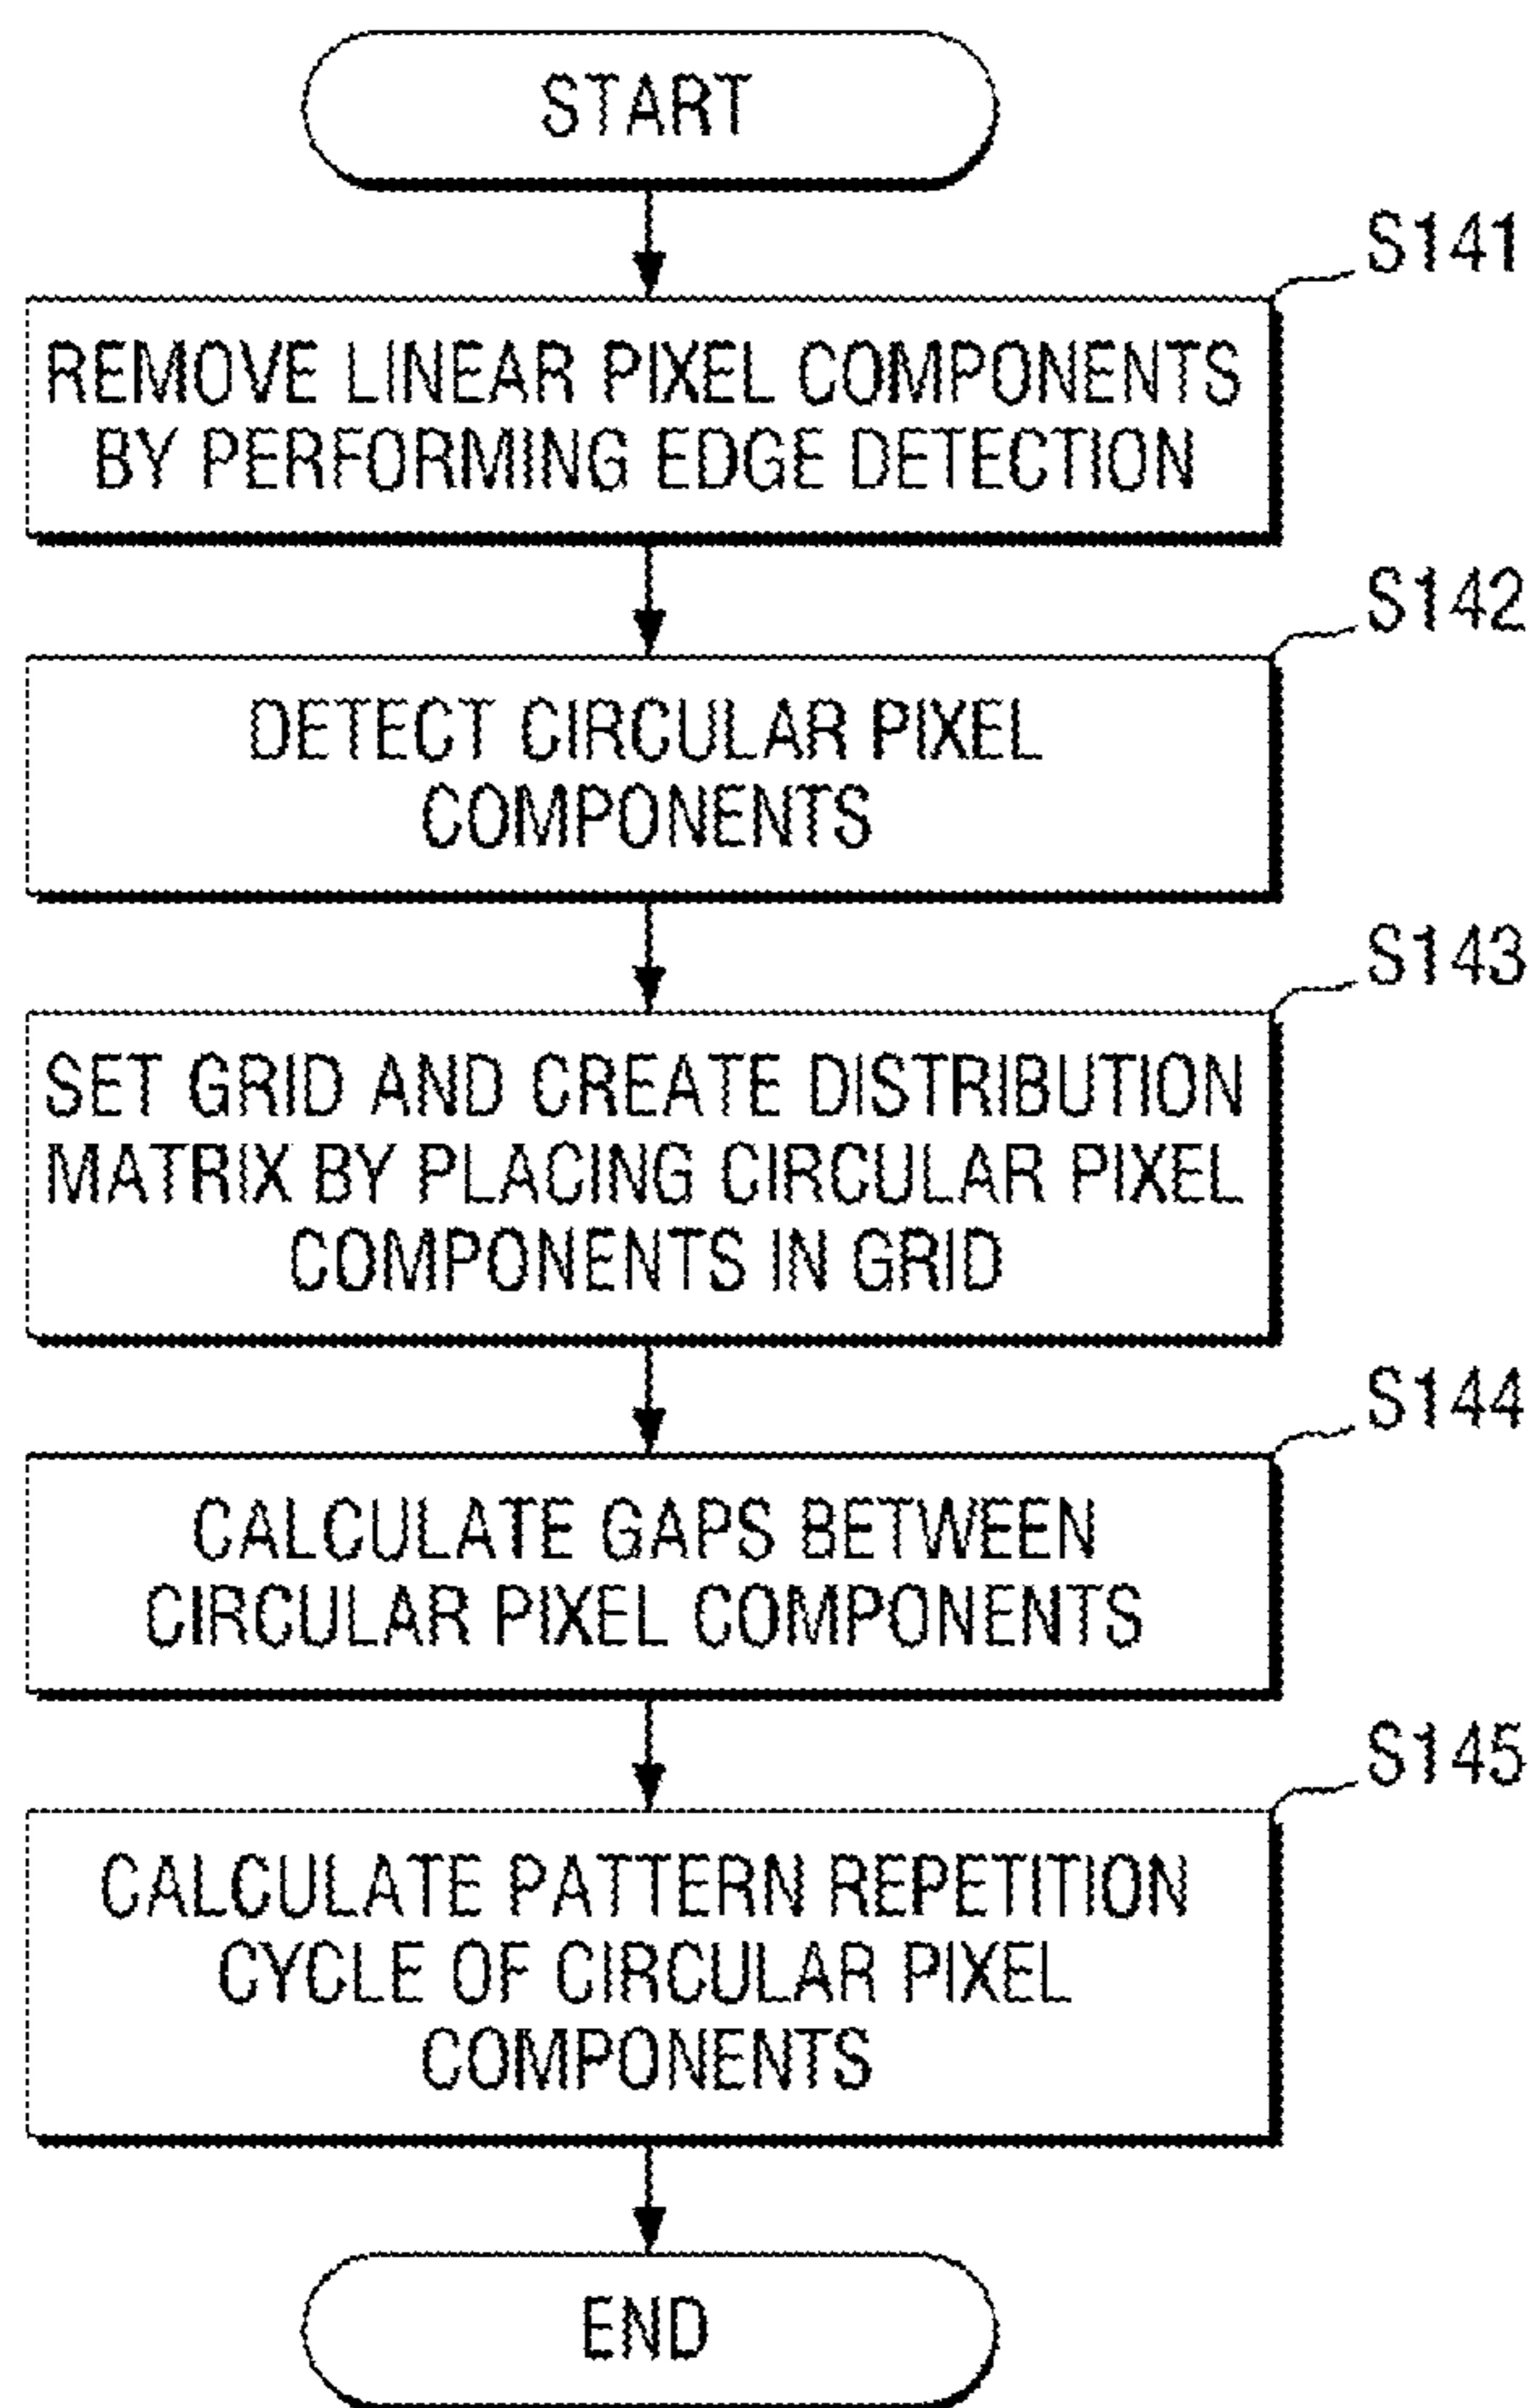 START
S141
REMOVE LINEAR PIXEL COMPONENTS
BY PERFORMING EDGE DETECTION
S142
DETECT CIRCULAR PIXEL
COMPONENTS
S143
SET GRID AND CREATE DISTRIBUTION
MATRIX BY PLACING CIRCULAR PIXEL
COMPONENTS IN GRID
S144
CALCULATE GAPS BETWEEN
CIRCULAR PIXEL COMPONENTS
S145
CALCULATE PATTERN REPETITION
CYCLE OF CIRCULAR PIXEL
COMPONENTS
END